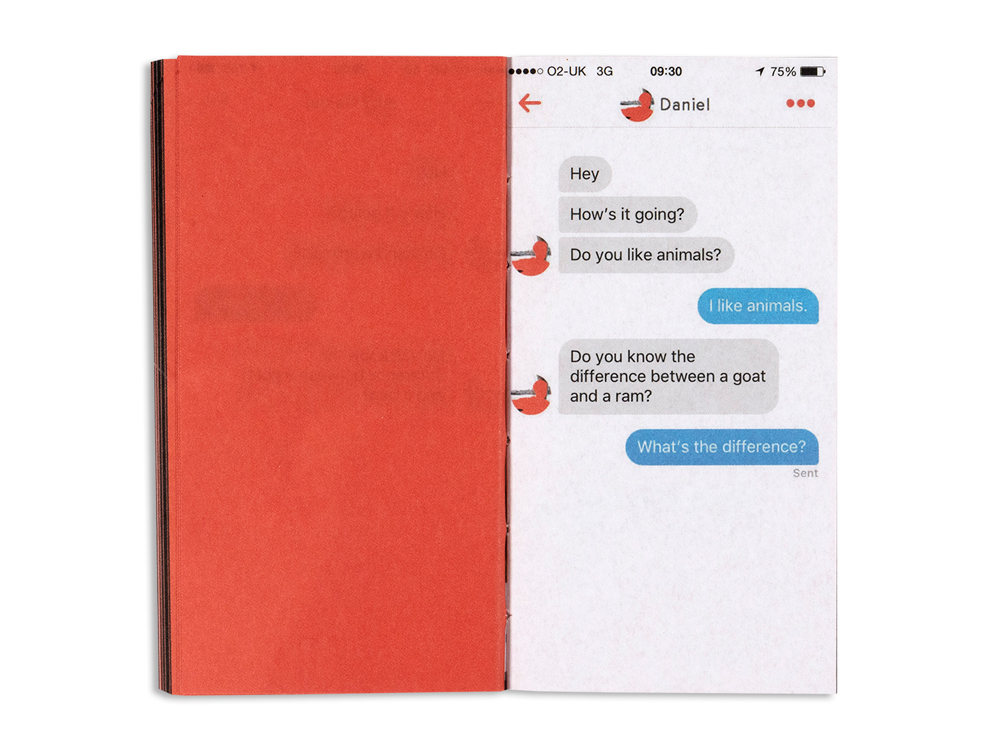 O2-UK 3G 09:30 75%
Daniel
Hey
How's it going?
Do you like animals?
I like animals.
Do you know the
difference between a goat
and a ram?
What's the difference?
Sent